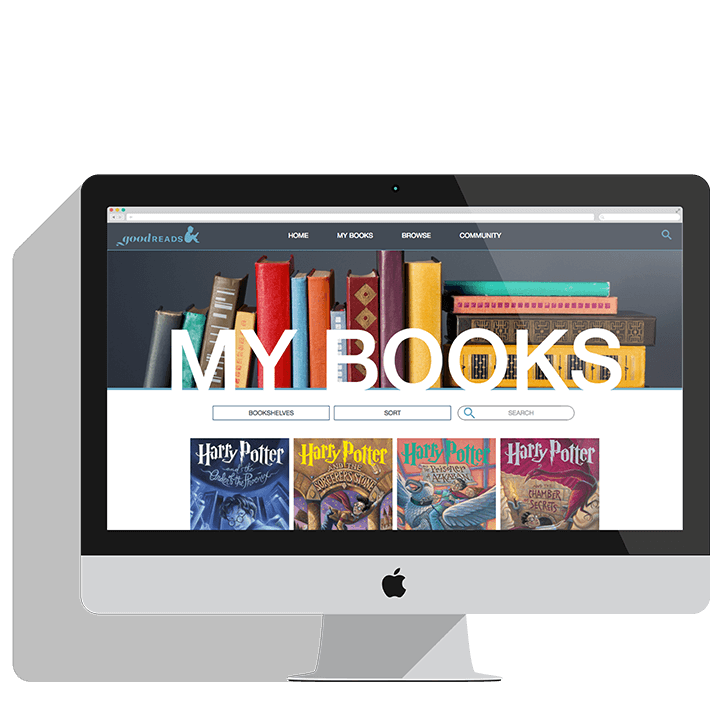 goodREADS
HOME MY BOOKS BROWSE COMMUNITY
MY BOOKS
BOOKSHELVES SORT SEARCH
Harry Potter Harry Potter Harry Potter Harry Potter
and the Order of the Phoenix
AND THE SORCERER'S STONE
and the Prisoner of AZKABAN
AND THE CHAMBER OF SECRETS